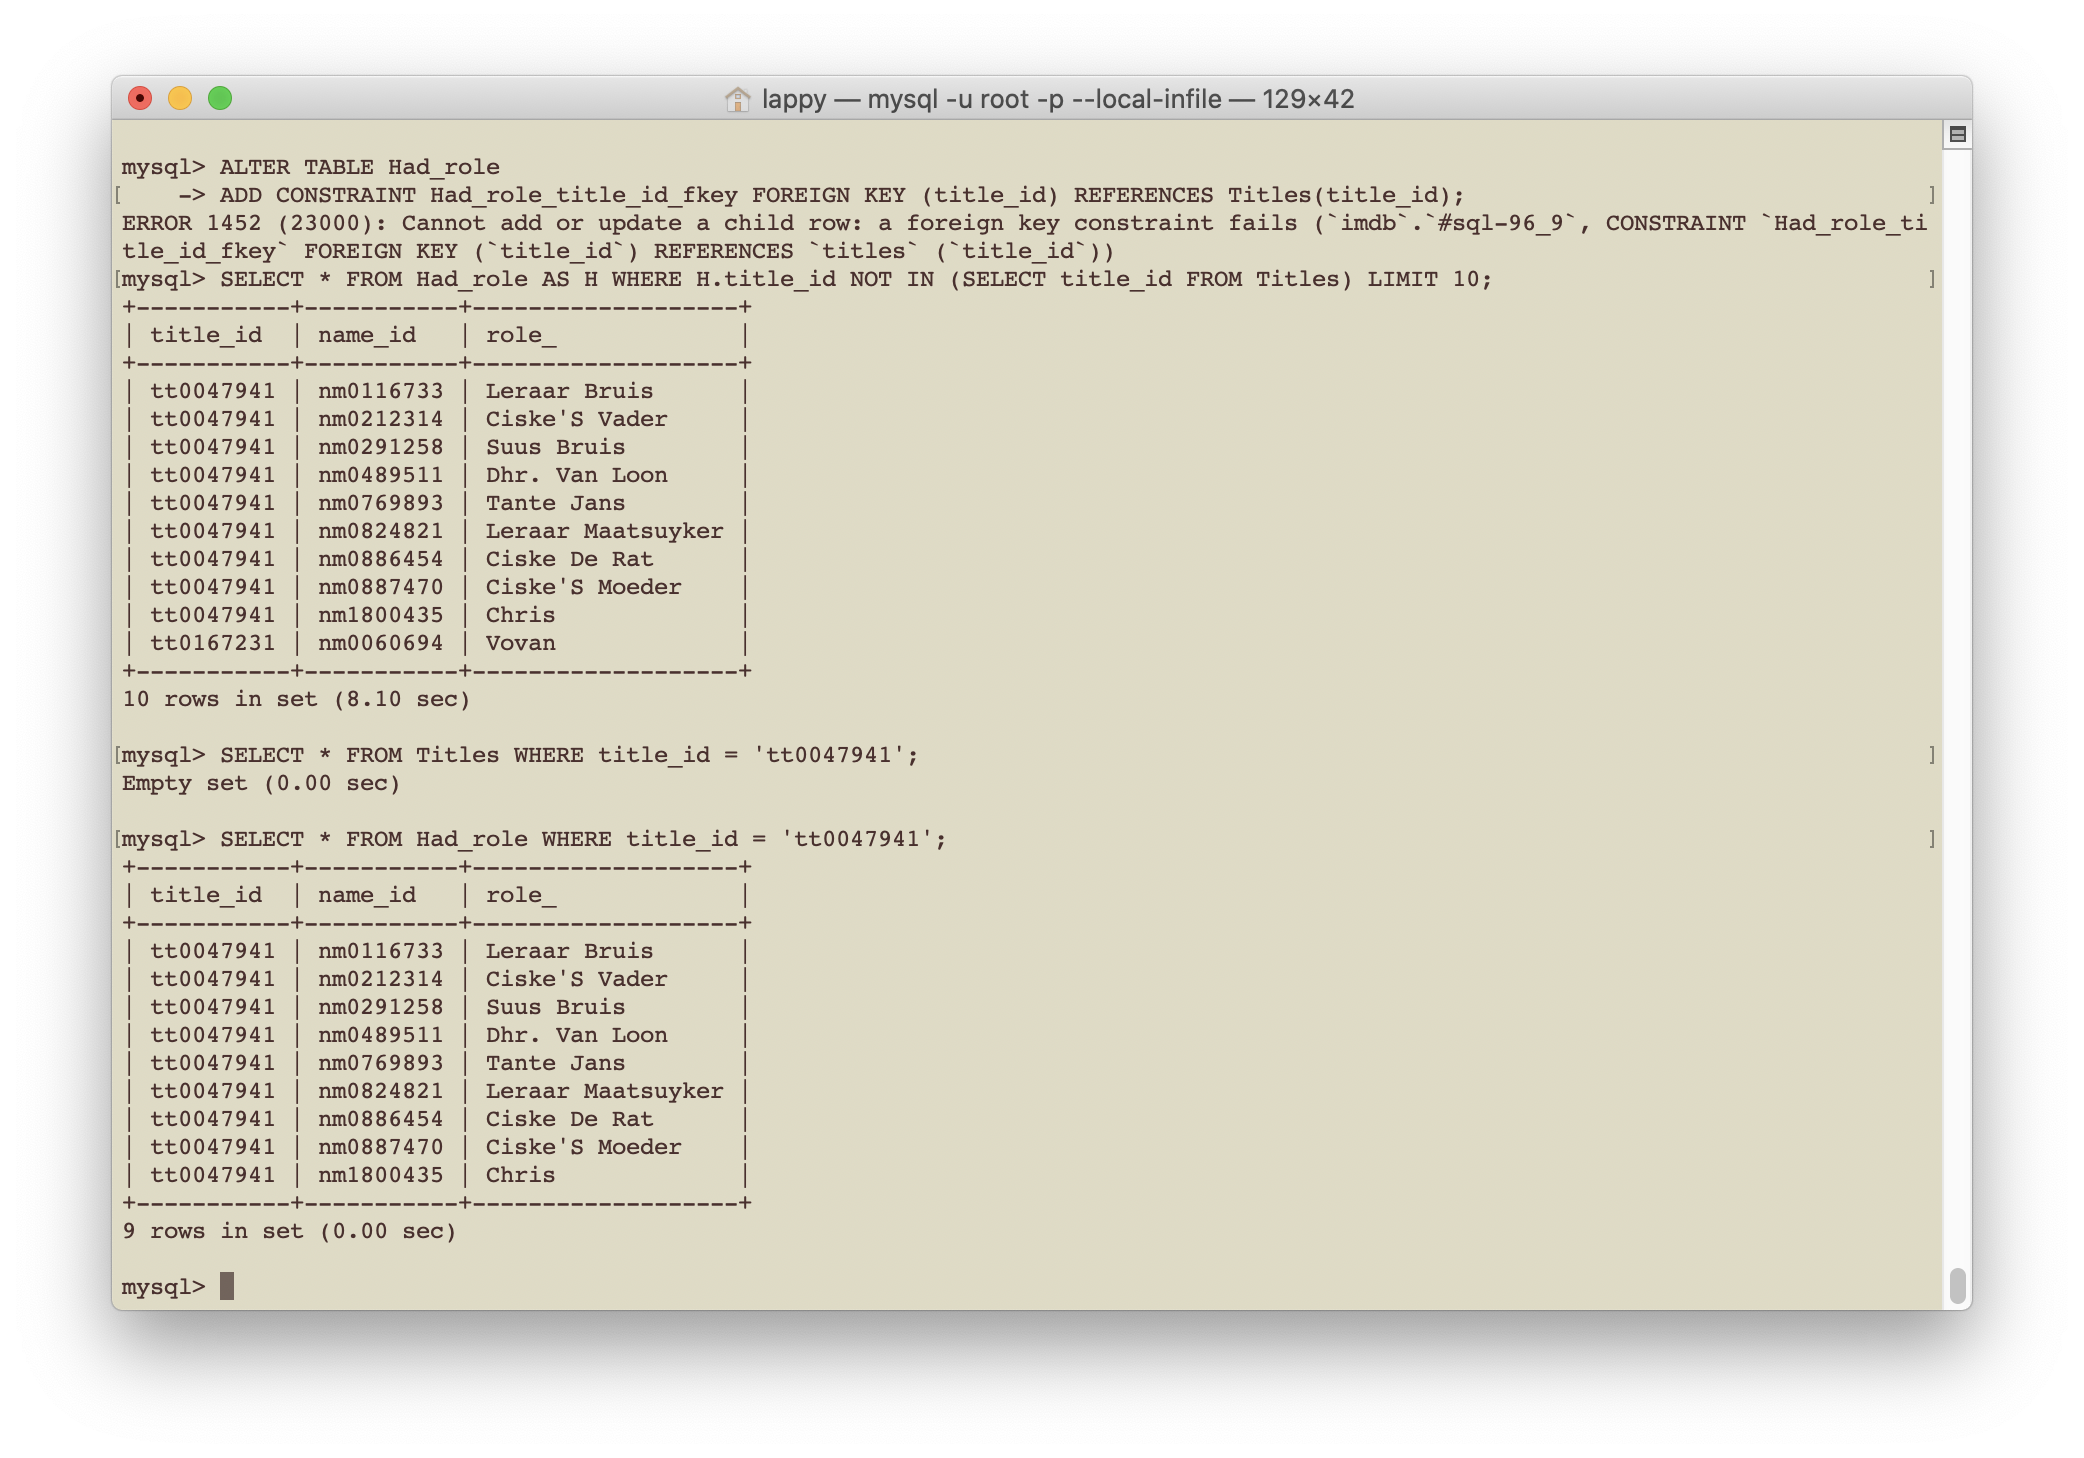 lappy — mysql -u root -p --local-infile — 129×42
mysql> ALTER TABLE Had_role
[    -> ADD CONSTRAINT Had_role_title_id_fkey FOREIGN KEY (title_id) REFERENCES Titles(title_id); ]
ERROR 1452 (23000): Cannot add or update a child row: a foreign key constraint fails (`imdb`.`#sql-96_9`, CONSTRAINT `Had_role_ti
tle_id_fkey` FOREIGN KEY (`title_id`) REFERENCES `titles` (`title_id`))
[mysql> SELECT * FROM Had_role AS H WHERE H.title_id NOT IN (SELECT title_id FROM Titles) LIMIT 10; ]
+-----------+-----------+-------------------+
| title_id  | name_id   | role_             |
+-----------+-----------+-------------------+
| tt0047941 | nm0116733 | Leraar Bruis      |
| tt0047941 | nm0212314 | Ciske'S Vader     |
| tt0047941 | nm0291258 | Suus Bruis        |
| tt0047941 | nm0489511 | Dhr. Van Loon     |
| tt0047941 | nm0769893 | Tante Jans        |
| tt0047941 | nm0824821 | Leraar Maatsuyker |
| tt0047941 | nm0886454 | Ciske De Rat      |
| tt0047941 | nm0887470 | Ciske'S Moeder    |
| tt0047941 | nm1800435 | Chris             |
| tt0167231 | nm0060694 | Vovan             |
+-----------+-----------+-------------------+
10 rows in set (8.10 sec)
[mysql> SELECT * FROM Titles WHERE title_id = 'tt0047941'; ]
Empty set (0.00 sec)
[mysql> SELECT * FROM Had_role WHERE title_id = 'tt0047941'; ]
+-----------+-----------+-------------------+
| title_id  | name_id   | role_             |
+-----------+-----------+-------------------+
| tt0047941 | nm0116733 | Leraar Bruis      |
| tt0047941 | nm0212314 | Ciske'S Vader     |
| tt0047941 | nm0291258 | Suus Bruis        |
| tt0047941 | nm0489511 | Dhr. Van Loon     |
| tt0047941 | nm0769893 | Tante Jans        |
| tt0047941 | nm0824821 | Leraar Maatsuyker |
| tt0047941 | nm0886454 | Ciske De Rat      |
| tt0047941 | nm0887470 | Ciske'S Moeder    |
| tt0047941 | nm1800435 | Chris             |
+-----------+-----------+-------------------+
9 rows in set (0.00 sec)
mysql>